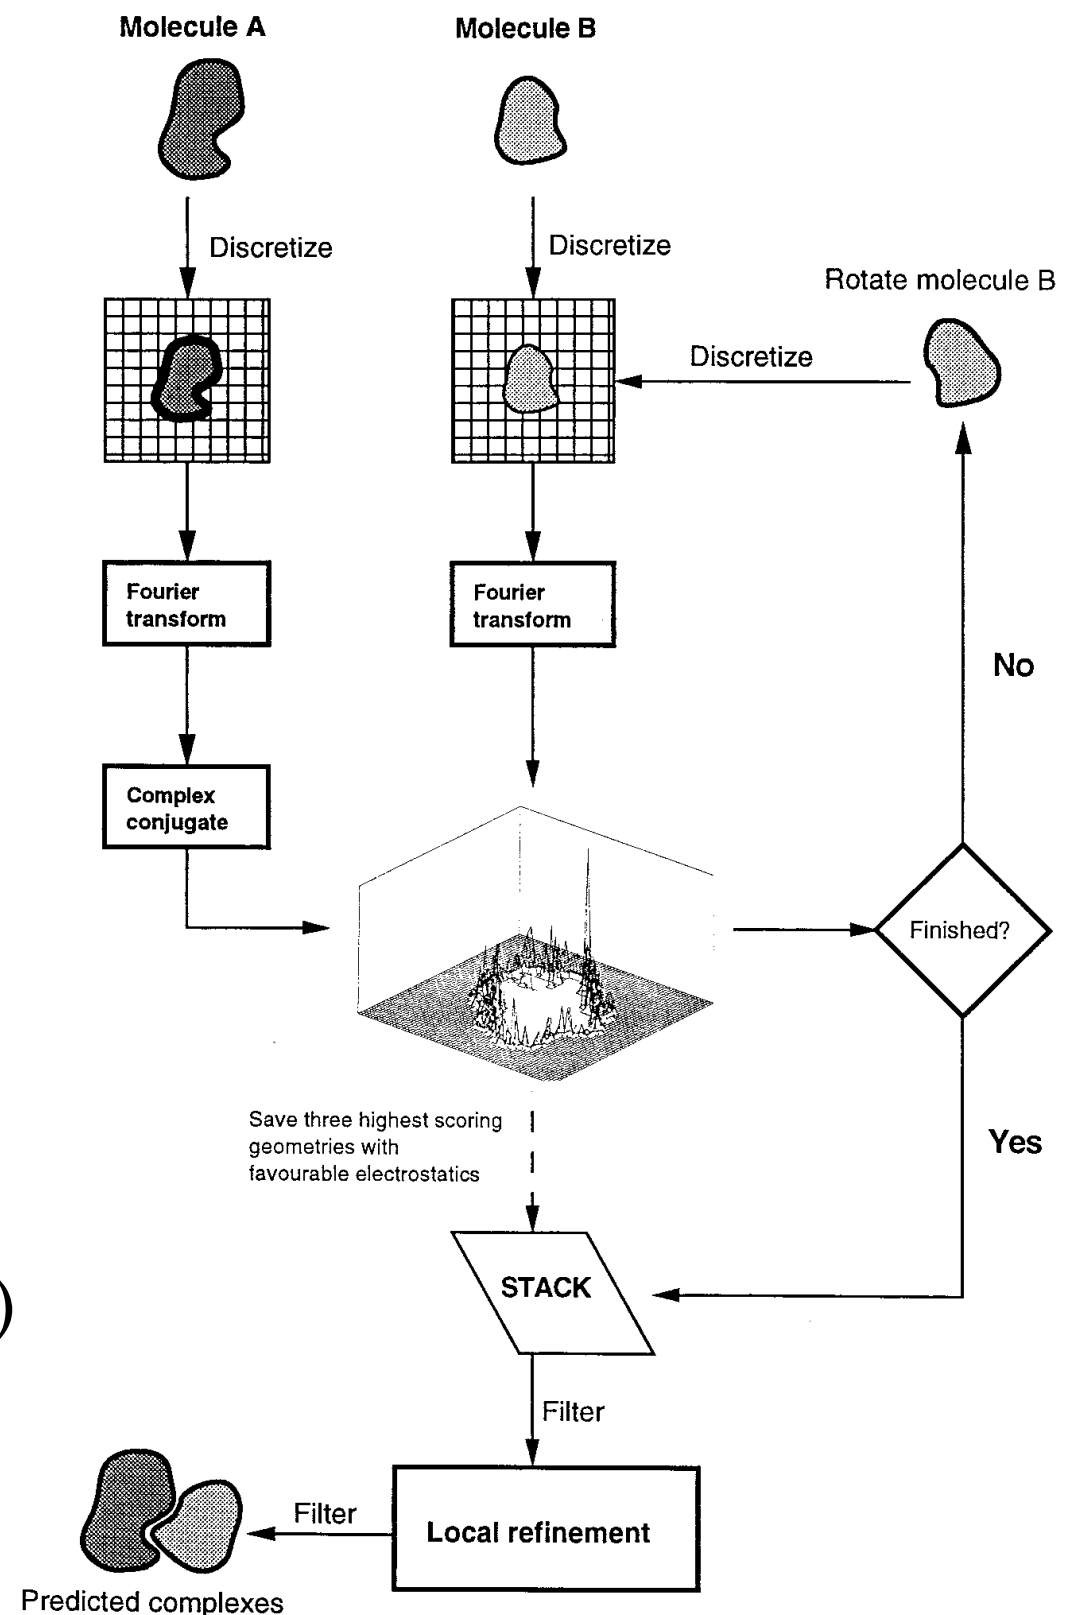 Molecule A
Molecule B
Discretize
Discretize
Rotate molecule B
Discretize
Fourier
transform
Fourier
transform
No
Complex
conjugate
Finished?
Save three highest scoring
geometries with
favourable electrostatics
Yes
STACK
)
Filter
Local refinement
Filter
Predicted complexes